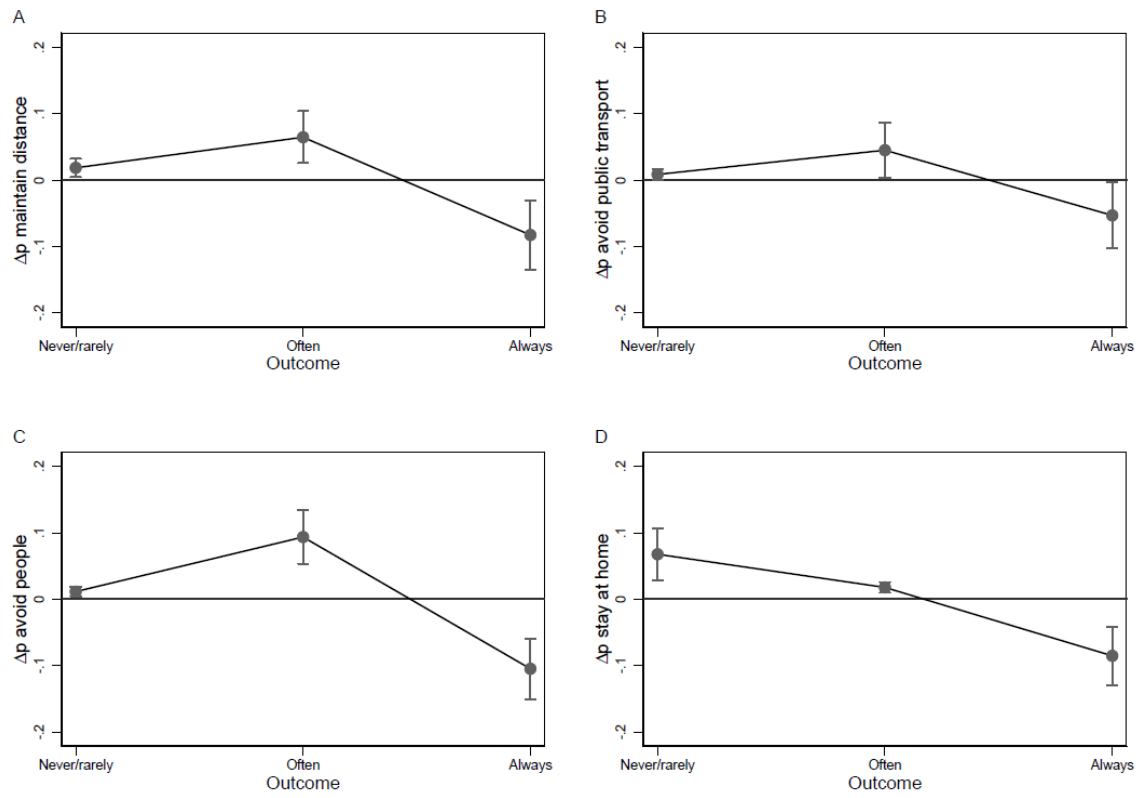 A
Δp maintain distance
.2
.1
0
-.1
-.2
Never/rarely Often Always
Outcome
B
Δp avoid public transport
.2
.1
0
-.1
-.2
Never/rarely Often Always
Outcome
C
Δp avoid people
.2
.1
0
-.1
-.2
Never/rarely Often Always
Outcome
D
Δp stay at home
.2
.1
0
-.1
-.2
Never/rarely Often Always
Outcome